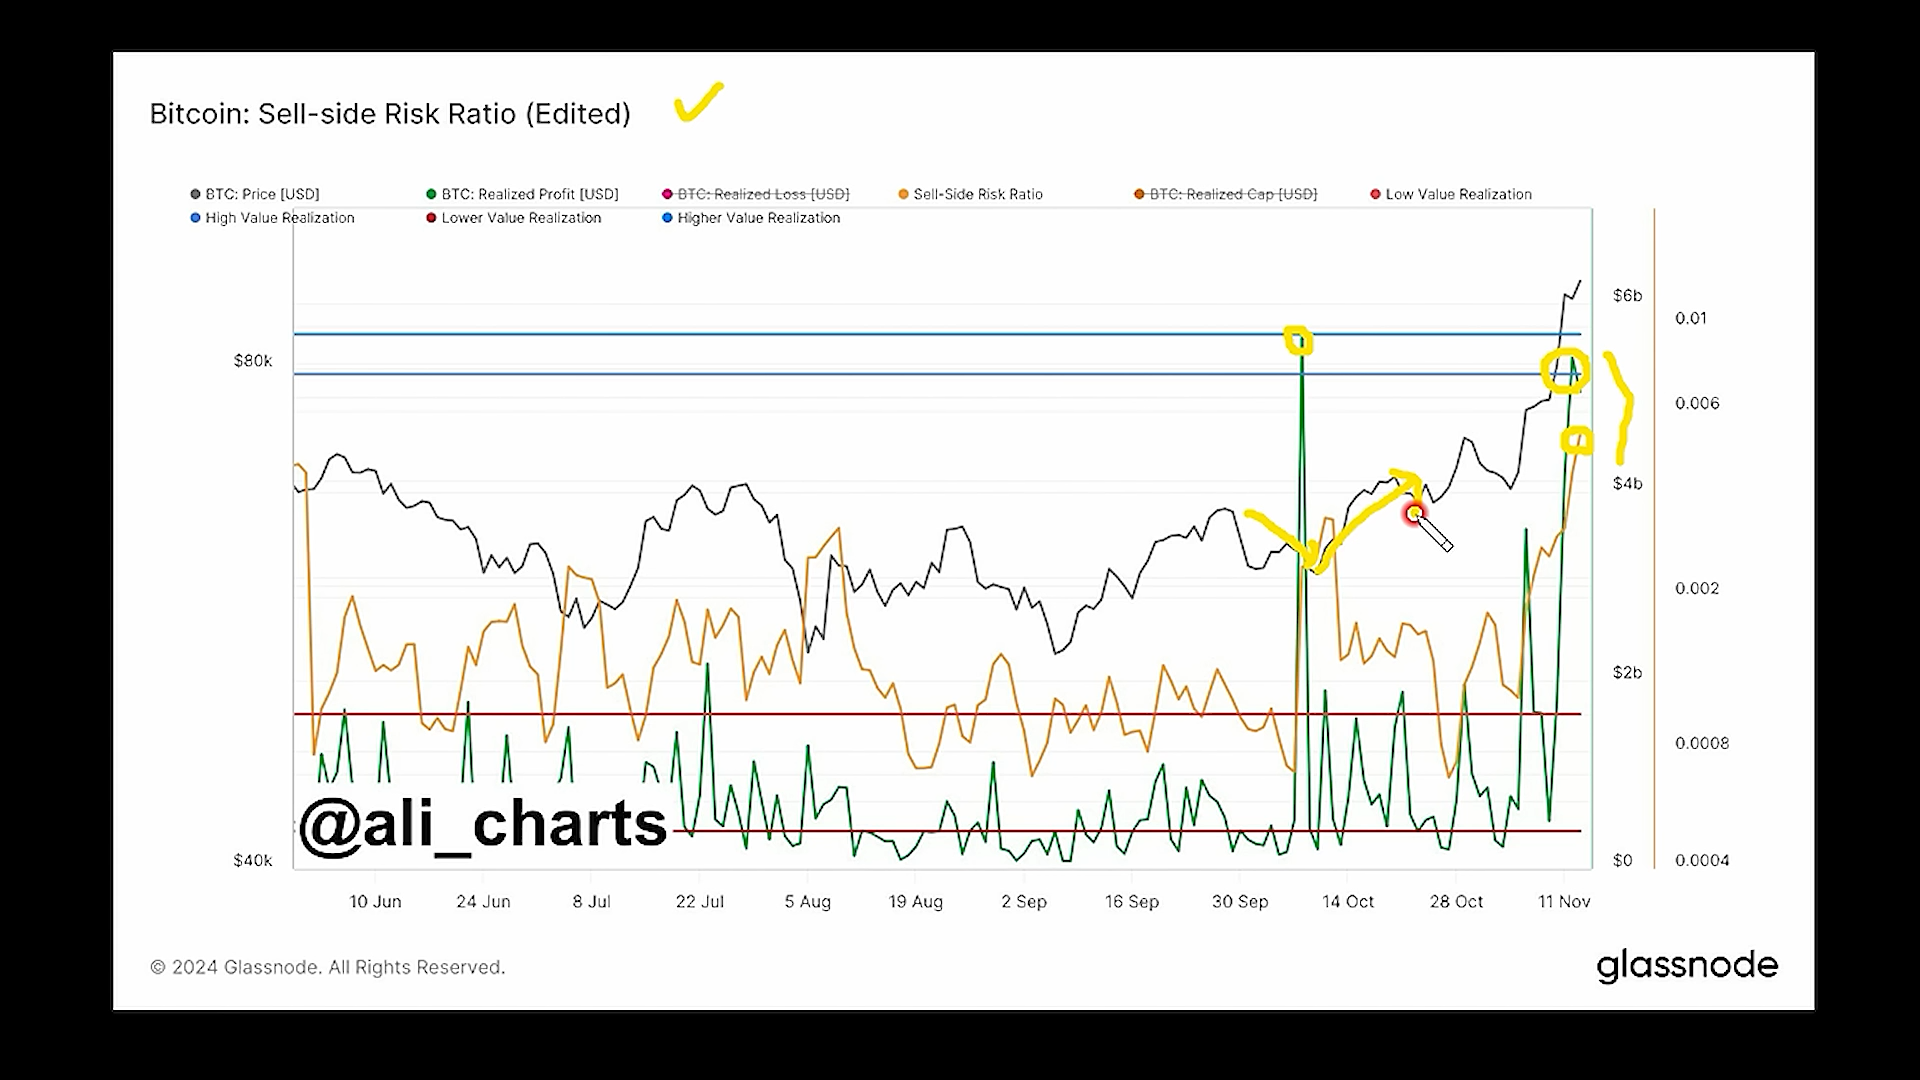 Bitcoin: Sell-side Risk Ratio (Edited)
BTC: Price [USD] BTC: Realized Profit [USD] BTC: Realized Loss [USD] Sell-Side Risk Ratio BTC: Realized Cap [USD] Low Value Realization
High Value Realization Lower Value Realization Higher Value Realization
$6b
0.01
$80k
0.006
$4b
0.002
$2b
0.0008
@ali_charts
$40k $0 0.0004
10 Jun 24 Jun 8 Jul 22 Jul 5 Aug 19 Aug 2 Sep 16 Sep 30 Sep 14 Oct 28 Oct 11 Nov
© 2024 Glassnode. All Rights Reserved.
glassnode